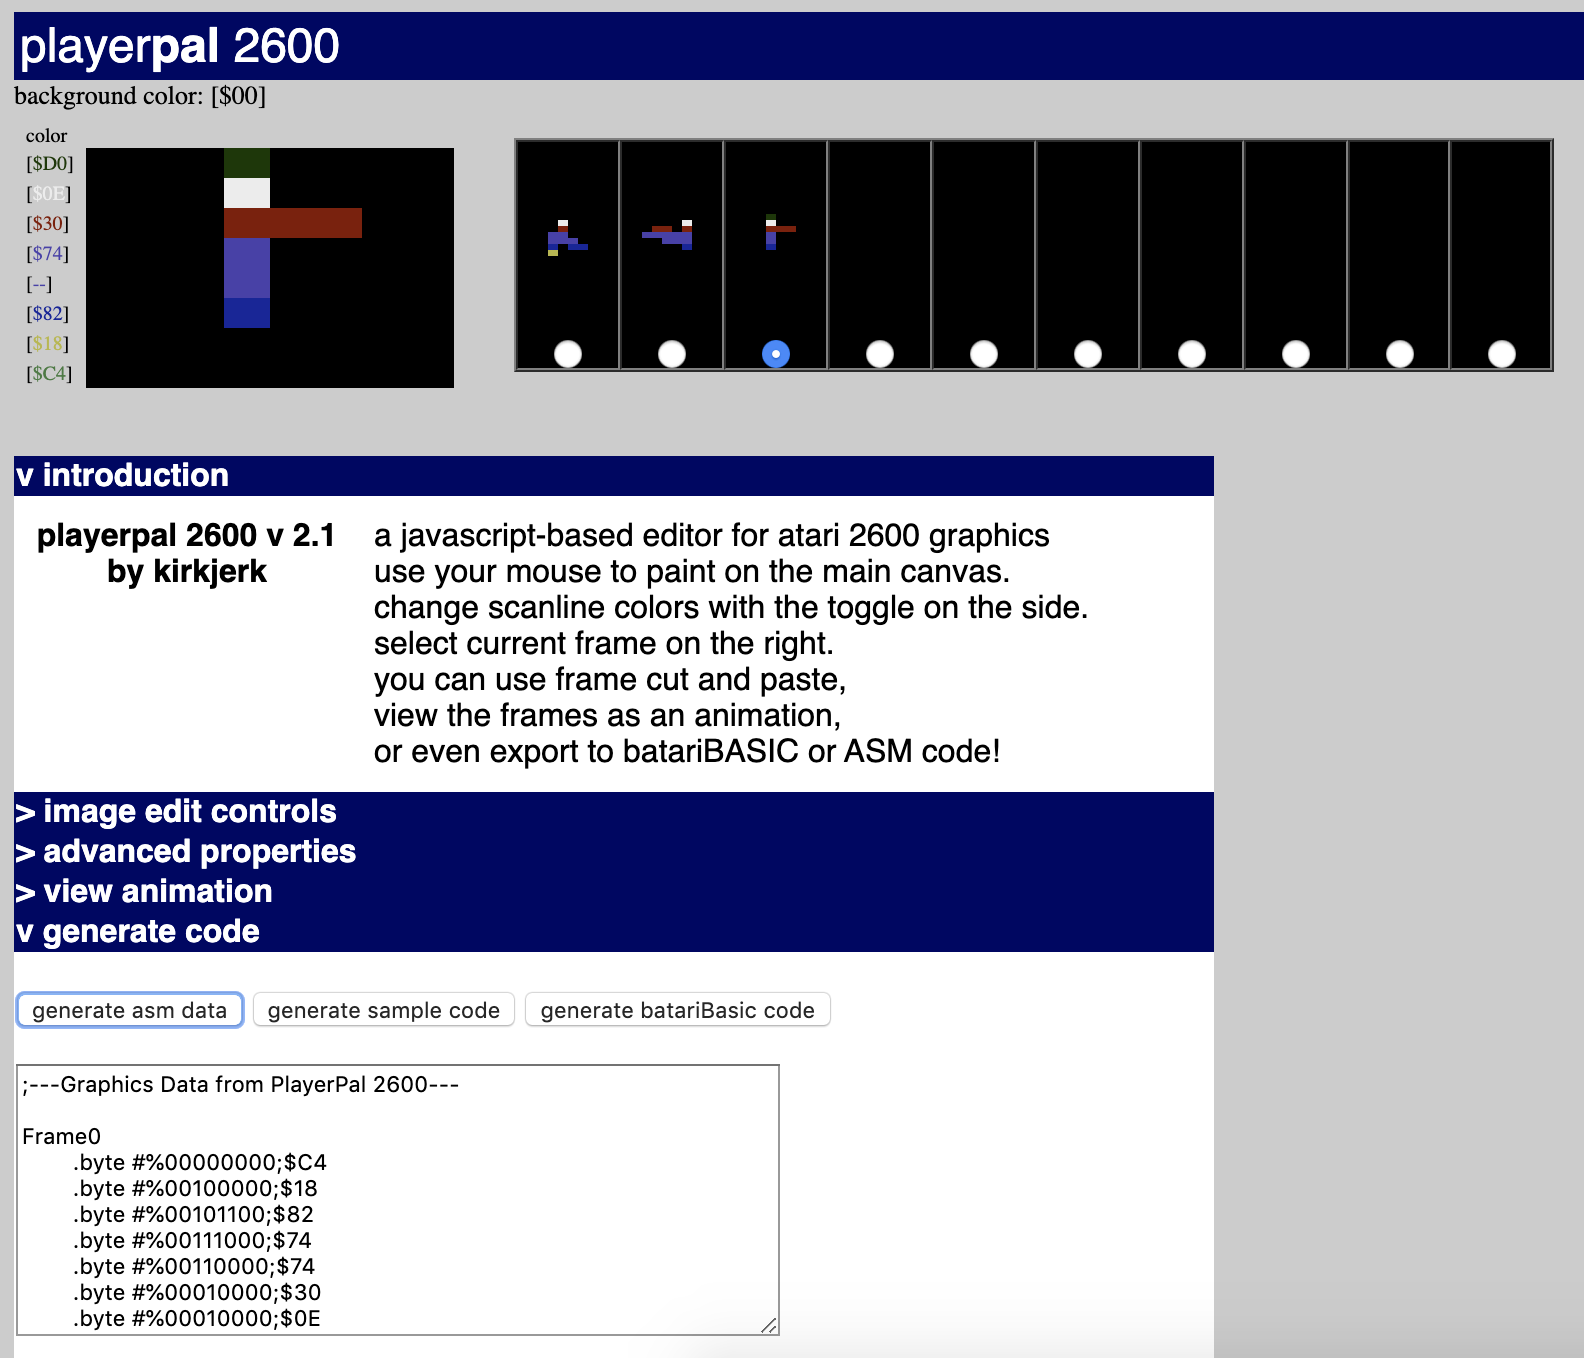 playerpal 2600
background color: [$00]
color
[$D0]
[$0E]
[$30]
[$74]
[--]
[$82]
[$18]
[$C4]
v introduction
playerpal 2600 v 2.1
by kirkjerk
a javascript-based editor for atari 2600 graphics
use your mouse to paint on the main canvas.
change scanline colors with the toggle on the side.
select current frame on the right.
you can use frame cut and paste,
view the frames as an animation,
or even export to batariBASIC or ASM code!
> image edit controls
> advanced properties
> view animation
v generate code
generate asm data generate sample code generate batariBasic code
;---Graphics Data from PlayerPal 2600---
Frame0
.byte #%00000000;$C4
.byte #%00100000;$18
.byte #%00101100;$82
.byte #%00111000;$74
.byte #%00110000;$74
.byte #%00010000;$30
.byte #%00010000;$0E